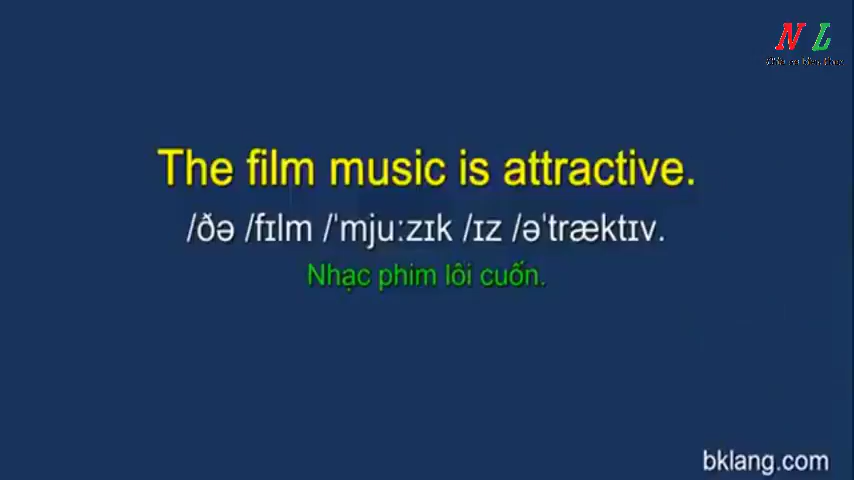 N L
The film music is attractive.
/ðə /fɪlm /ˈmjuːzɪk /ɪz /əˈtræktɪv.
Nhạc phim lôi cuốn.
bklang.com